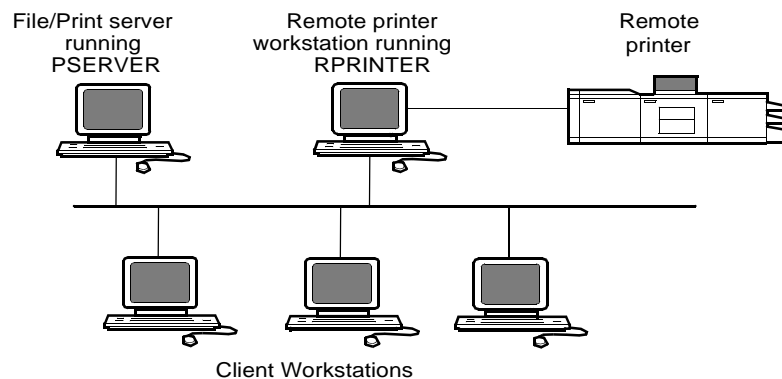 File/Print server
running
PSERVER
Remote printer
workstation running
RPRINTER
Remote
printer
Client Workstations